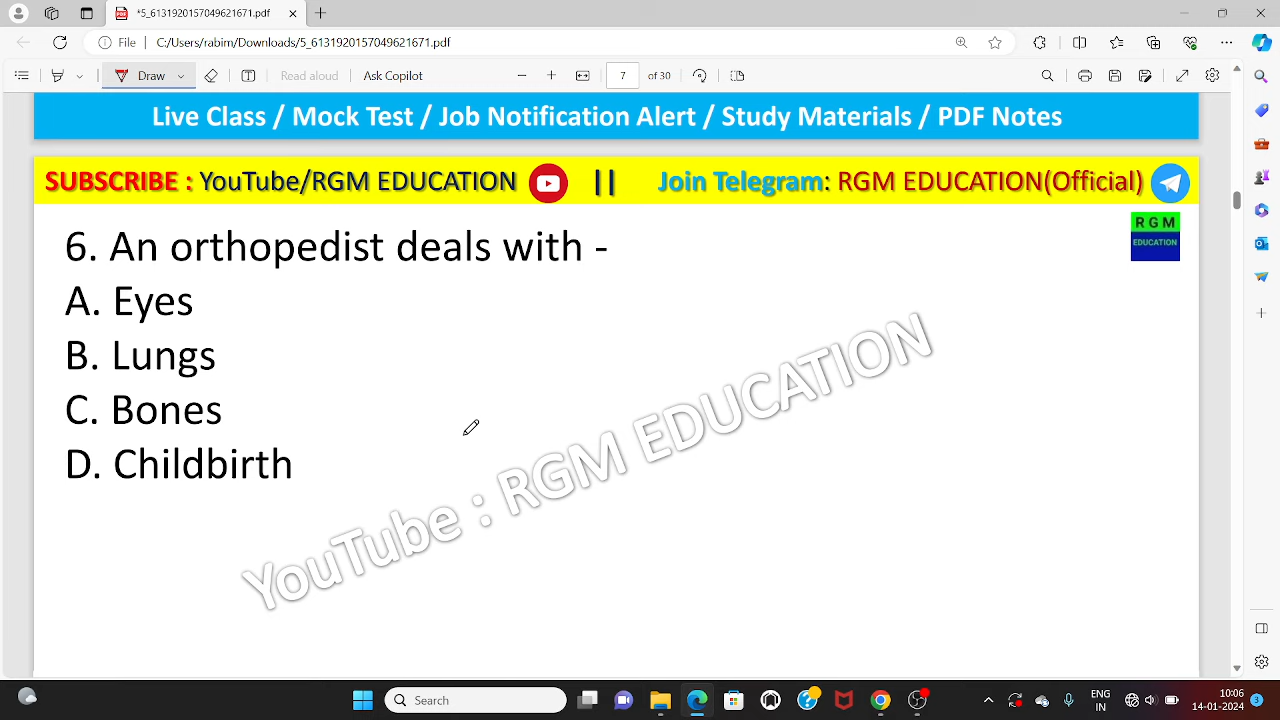 *5_6131920157049621671.pdf
File C:/Users/rabim/Downloads/5_6131920157049621671.pdf
Draw Read aloud Ask Copilot 7 of 30
Live Class / Mock Test / Job Notification Alert / Study Materials / PDF Notes
SUBSCRIBE : YouTube/RGM EDUCATION || Join Telegram: RGM EDUCATION(Official)
RGM
EDUCATION
6. An orthopedist deals with -
A. Eyes
B. Lungs
C. Bones
D. Childbirth
YouTube : RGM EDUCATION
Search
ENG
IN
10:06
14-01-2024
3